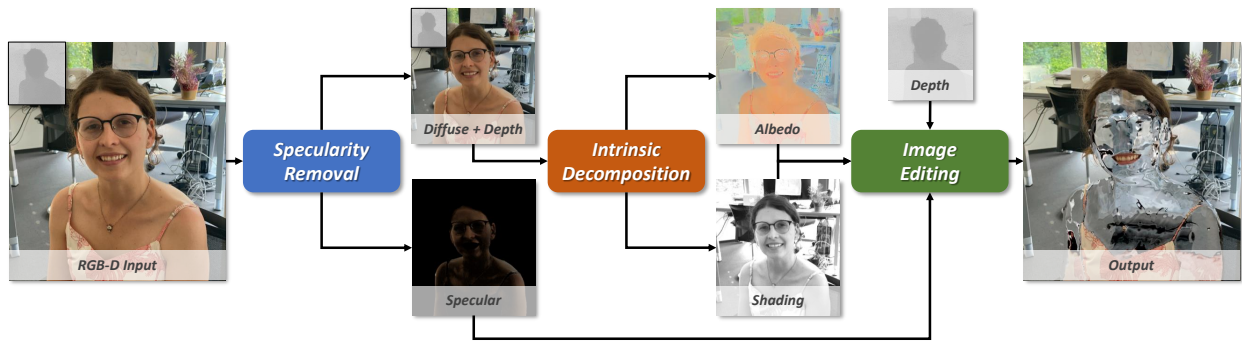 RGB-D Input
Specularity
Removal
Diffuse + Depth
Specular
Intrinsic
Decomposition
Albedo
Shading
Depth
Image
Editing
Output